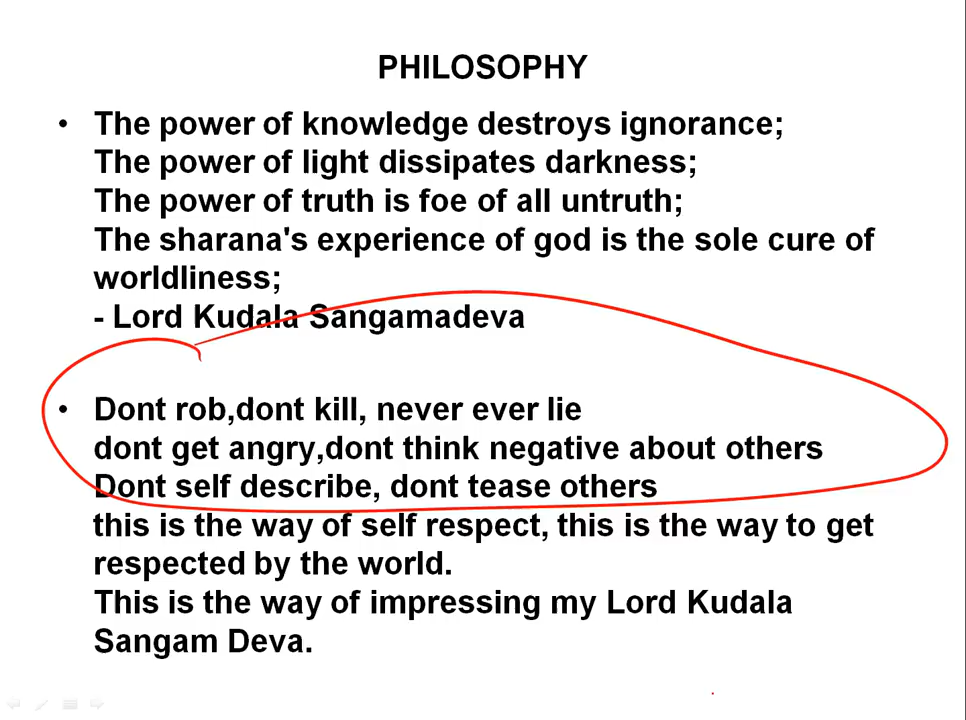 PHILOSOPHY
• The power of knowledge destroys ignorance;
The power of light dissipates darkness;
The power of truth is foe of all untruth;
The sharana's experience of god is the sole cure of
worldliness;
- Lord Kudala Sangamadeva
• Dont rob,dont kill, never ever lie
dont get angry,dont think negative about others
Dont self describe, dont tease others
this is the way of self respect, this is the way to get
respected by the world.
This is the way of impressing my Lord Kudala
Sangam Deva.